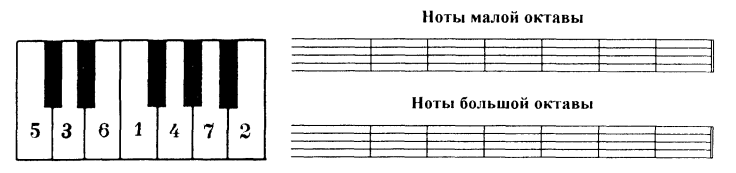 Ноты малой октавы
Ноты большой октавы
5 3 6 1 4 7 2